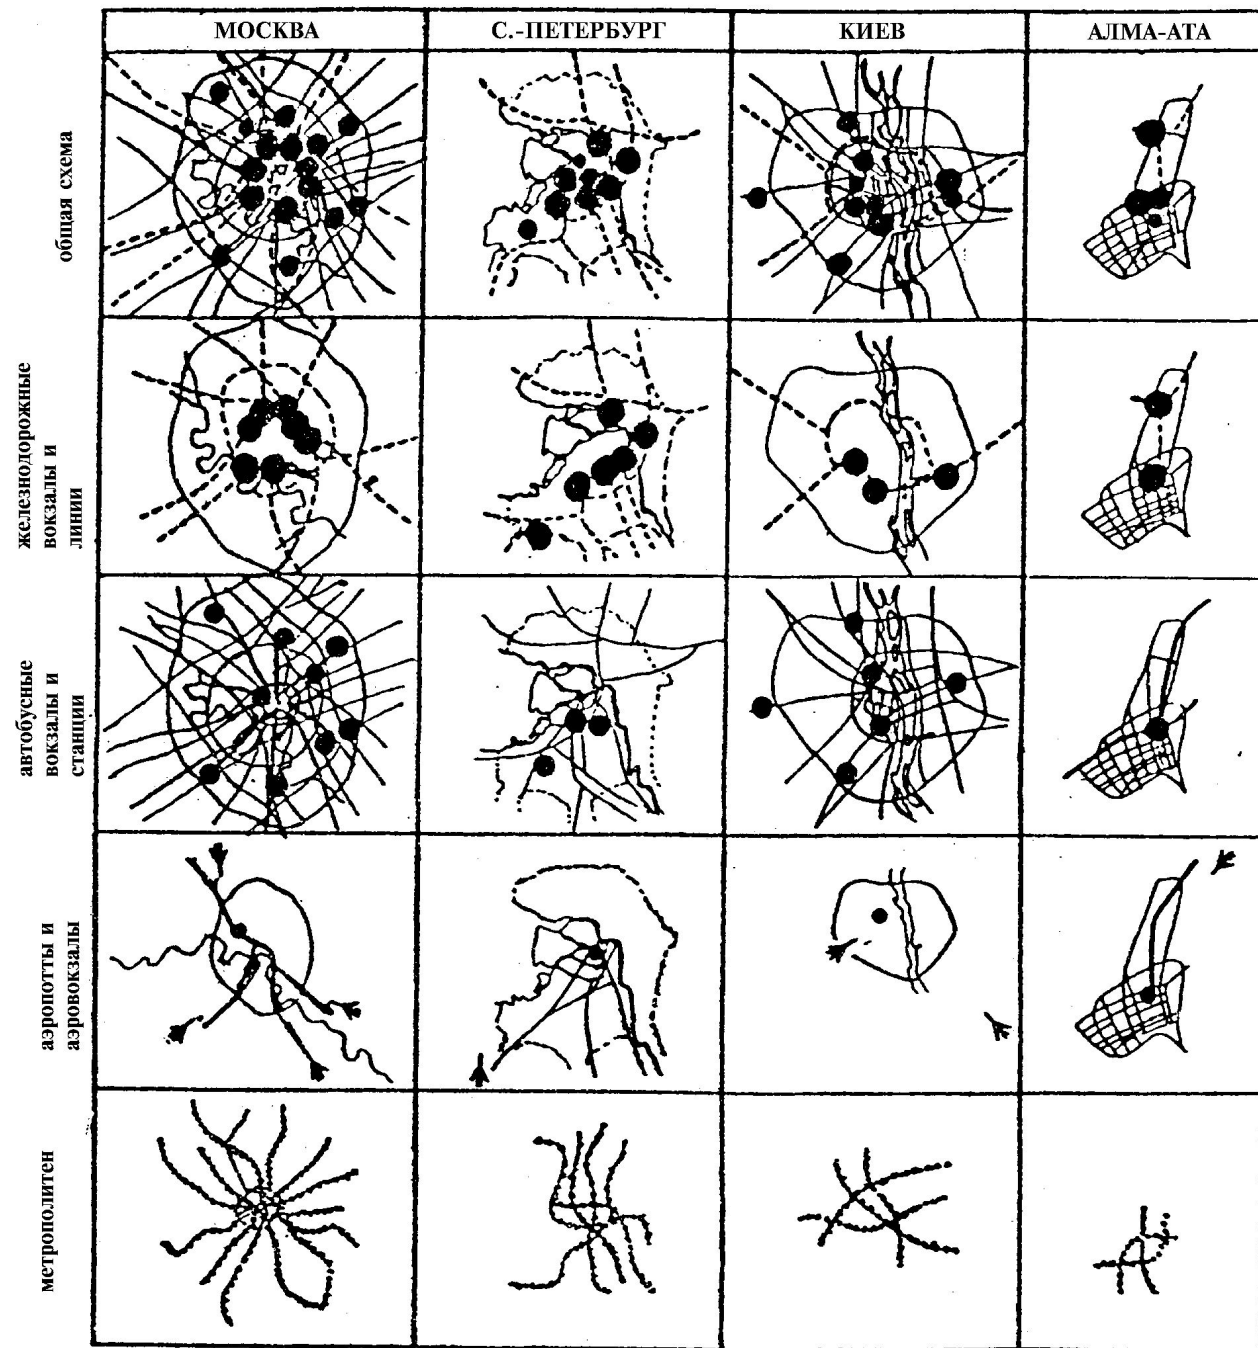 МОСКВА
С.-ПЕТЕРБУРГ
КИЕВ
АЛМА-АТА
общая схема
железнодорожные
вокзалы и
линии
автобусные
вокзалы и
станции
аэропотты и
аэровокзалы
метрополитен